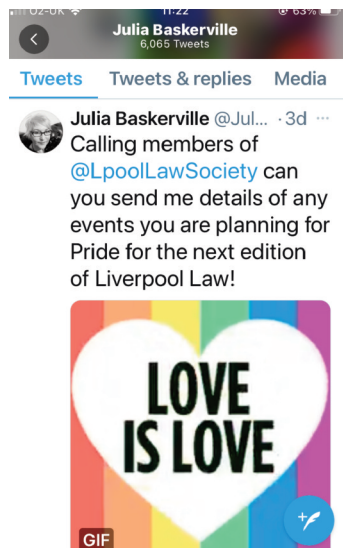 O2-UK 11:22 63%
Julia Baskerville
6,065 Tweets
Tweets Tweets & replies Media
Julia Baskerville @Jul... · 3d ...
Calling members of
@LpoolLawSociety can
you send me details of any
events you are planning for
Pride for the next edition
of Liverpool Law!
LOVE
IS LOVE
GIF